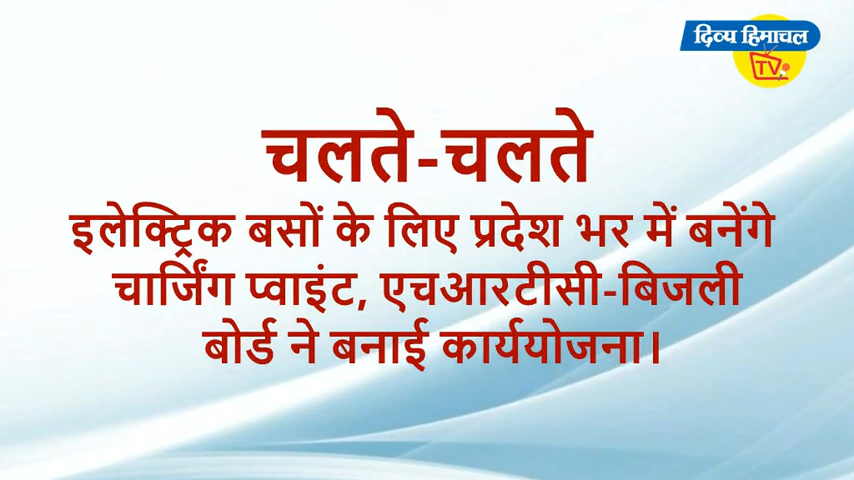 दिव्य हिमाचल
TV
चलते-चलते
इलेक्ट्रिक बसों के लिए प्रदेश भर में बनेंगे
चार्जिंग प्वाइंट, एचआरटीसी-बिजली
बोर्ड ने बनाई कार्ययोजना।